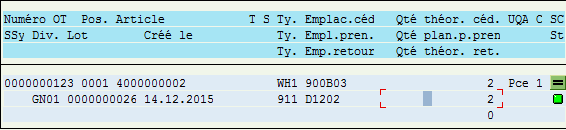 Numéro OT Pos. Article T S Ty. Emplac.céd Qté théor. céd. UQA C SC
SSy Div. Lot Créé le Ty. Empl.pren. Qté plan.p.pren St
Ty. Emp.retour Qté théor. ret.
0000000123 0001 4000000002 WH1 900B03 2 Pce 1
GN01 0000000026 14.12.2015 911 D1202 2
0